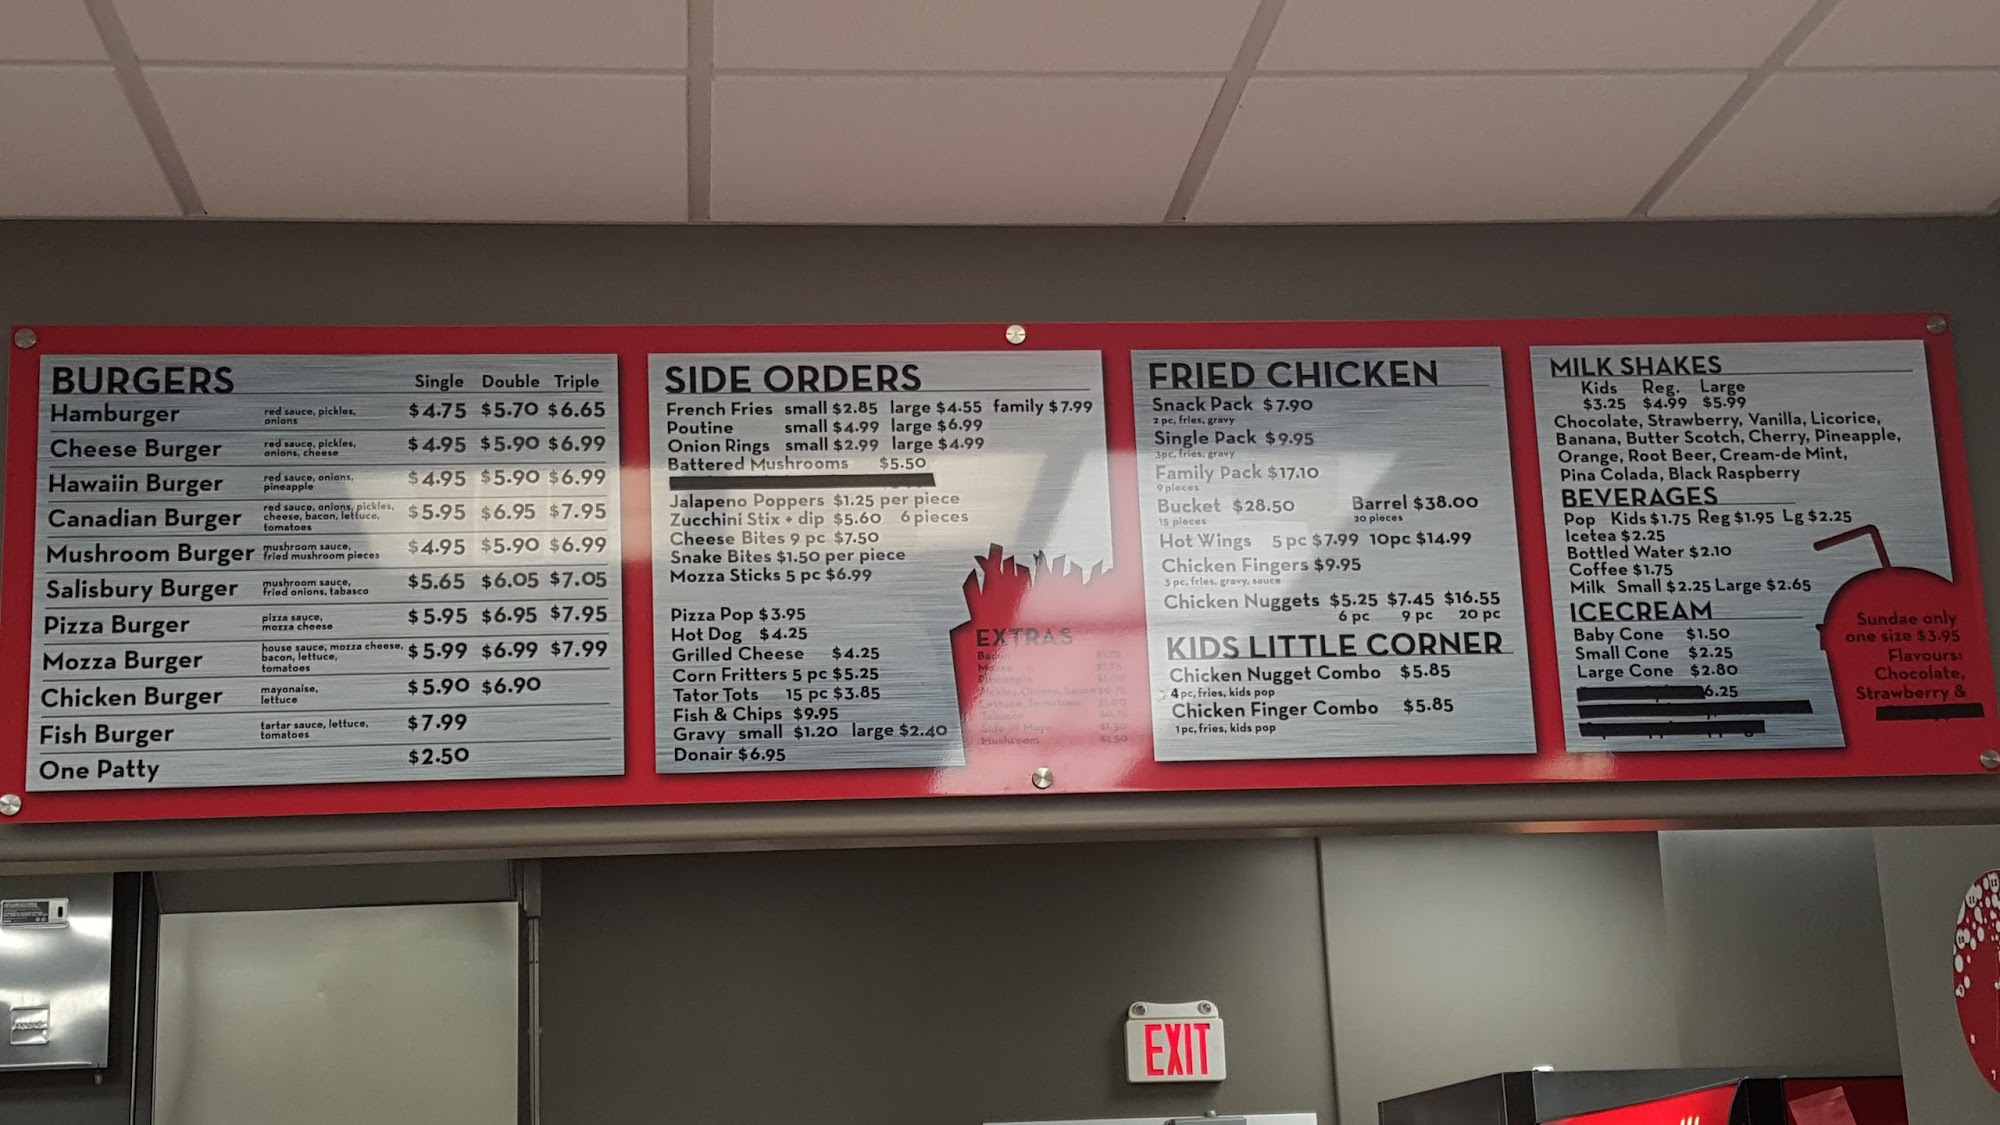 BURGERS Single Double Triple
Hamburger red sauce, pickles, onions $4.75 $5.70 $6.65
Cheese Burger red sauce, pickles, onions, cheese $4.95 $5.90 $6.99
Hawaiin Burger red sauce, onions, pineapple $4.95 $5.90 $6.99
Canadian Burger red sauce, onions, pickles, cheese, bacon, lettuce, tomatoes $5.95 $6.95 $7.95
Mushroom Burger mushroom sauce, fried mushroom pieces $4.95 $5.90 $6.99
Salisbury Burger mushroom sauce, fried onions, tabasco $5.65 $6.05 $7.05
Pizza Burger pizza sauce, mozza cheese $5.95 $6.95 $7.95
Mozza Burger house sauce, mozza cheese, bacon, lettuce, tomatoes $5.99 $6.99 $7.99
Chicken Burger mayonaise, lettuce $5.90 $6.90
Fish Burger tartar sauce, lettuce, tomatoes $7.99
One Patty $2.50
SIDE ORDERS
French Fries small $2.85 large $4.55 family $7.99
Poutine small $4.99 large $6.99
Onion Rings small $2.99 large $4.99
Battered Mushrooms $5.50
Jalapeno Poppers $1.25 per piece
Zucchini Stix + dip $5.60 6 pieces
Cheese Bites 9 pc $7.50
Snake Bites $1.50 per piece
Mozza Sticks 5 pc $6.99
Pizza Pop $3.95
Hot Dog $4.25
Grilled Cheese $4.25
Corn Fritters 5 pc $5.25
Tator Tots 15 pc $3.85
Fish & Chips $9.95
Gravy small $1.20 large $2.40
Donair $6.95
EXTRAS
Mozza
Pineapple
Pickles, Onions, Sauce
Lettuce, Tomatoes
Tabasco
Side of Mayo
Mushroom
FRIED CHICKEN
Snack Pack $7.90
2 pc, fries, gravy
Single Pack $9.95
3pc, fries, gravy
Family Pack $17.10
9 pieces
Bucket $28.50 Barrel $38.00
15 pieces 20 pieces
Hot Wings 5 pc $7.99 10pc $14.99
Chicken Fingers $9.95
3 pc, fries, gravy, sauce
Chicken Nuggets $5.25 $7.45 $16.55
6 pc 9 pc 20 pc
KIDS LITTLE CORNER
Chicken Nugget Combo $5.85
4 pc, fries, kids pop
Chicken Finger Combo $5.85
1 pc, fries, kids pop
MILK SHAKES
Kids Reg. Large
$3.25 $4.99 $5.99
Chocolate, Strawberry, Vanilla, Licorice,
Banana, Butter Scotch, Cherry, Pineapple,
Orange, Root Beer, Cream-de Mint,
Pina Colada, Black Raspberry
BEVERAGES
Pop Kids $1.75 Reg $1.95 Lg $2.25
Icetea $2.25
Bottled Water $2.10
Coffee $1.75
Milk Small $2.25 Large $2.65
ICECREAM
Baby Cone $1.50
Small Cone $2.25
Large Cone $2.80
6.25
Sundae only
one size $3.95
Flavours:
Chocolate,
Strawberry &
EXIT